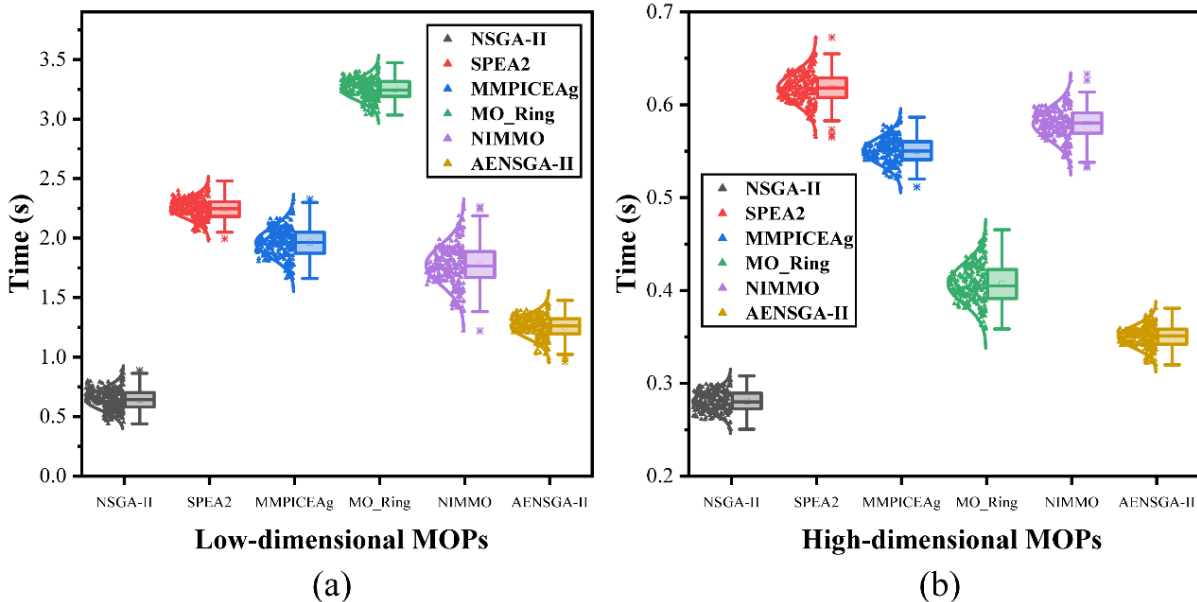 3.5
3.0
2.5
2.0
1.5
1.0
0.5
0.0
Time (s)
NSGA-II
SPEA2
MMPICEAg
MO_Ring
NIMMO
AENSGA-II
NSGA-II
SPEA2
MMPICEAg
MO_Ring
NIMMO
AENSGA-II
Low-dimensional MOPs
(a)
0.7
0.6
0.5
0.4
0.3
0.2
Time (s)
NSGA-II
SPEA2
MMPICEAg
MO_Ring
NIMMO
AENSGA-II
NSGA-II
SPEA2
MMPICEAg
MO_Ring
NIMMO
AENSGA-II
High-dimensional MOPs
(b)